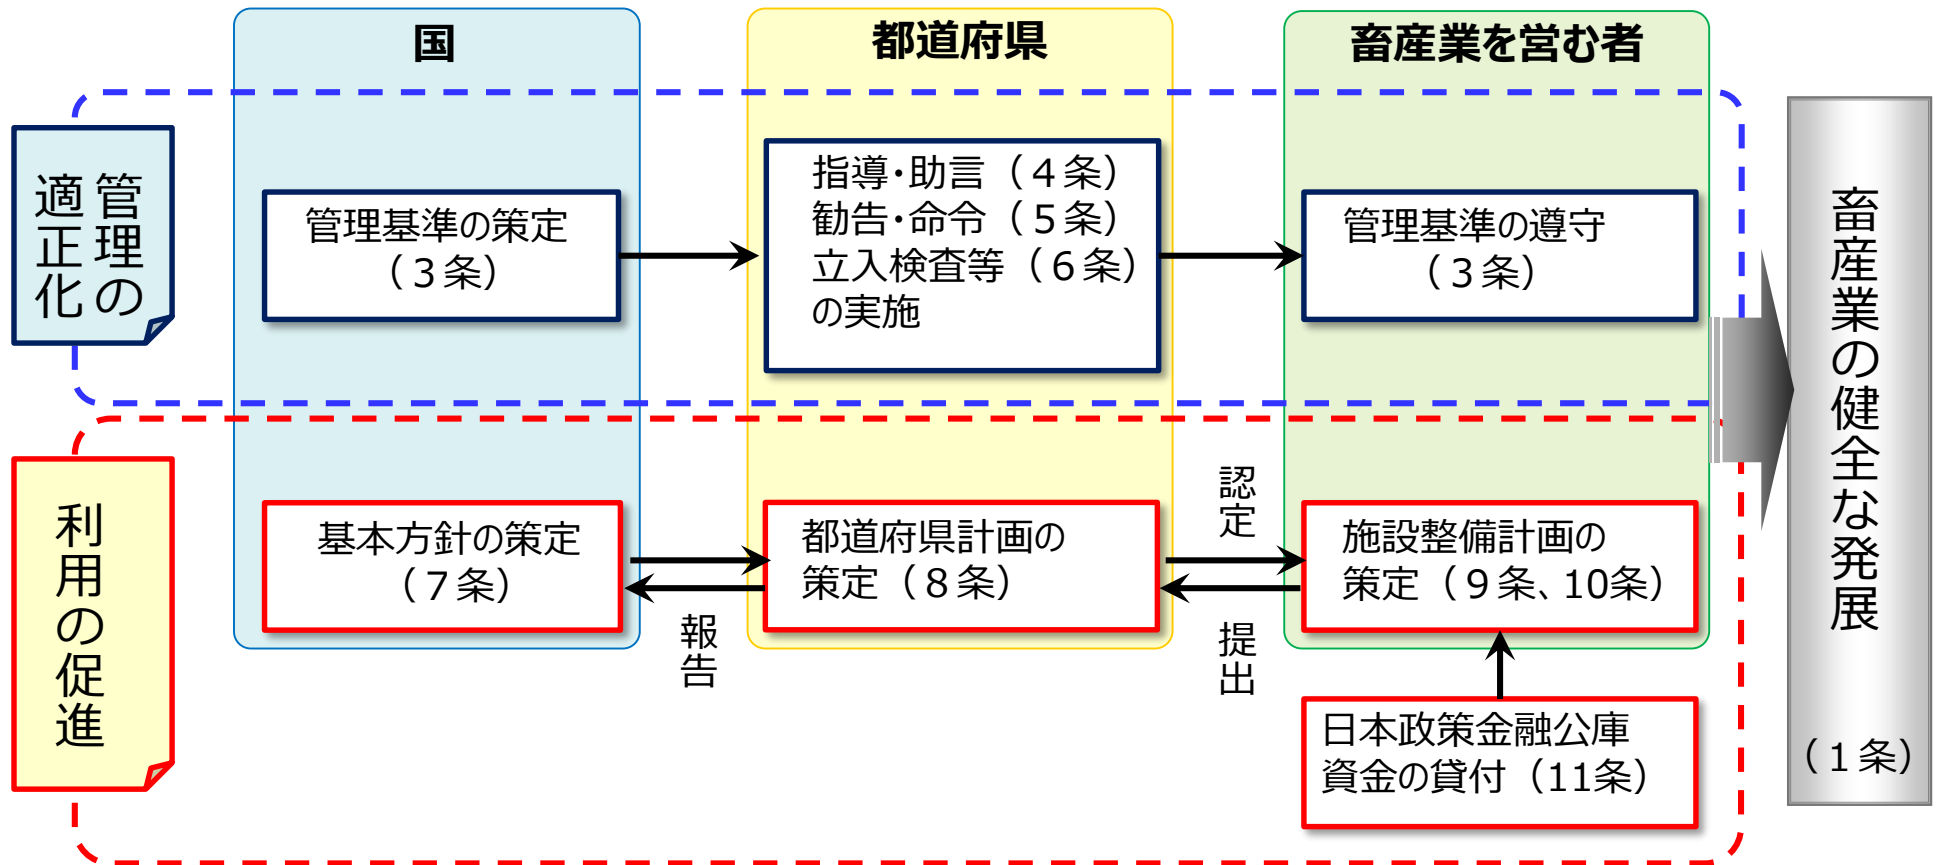 国
都道府県
畜産業を営む者
管理の
適正化
管理基準の策定
（３条）
指導・助言（４条）
勧告・命令（５条）
立入検査等（６条）
の実施
管理基準の遵守
（３条）
利用の促進
基本方針の策定
（７条）
報告
都道府県計画の
策定（８条）
認定
提出
施設整備計画の
策定（９条、10条）
日本政策金融公庫
資金の貸付（11条）
畜産業の健全な発展
（１条）